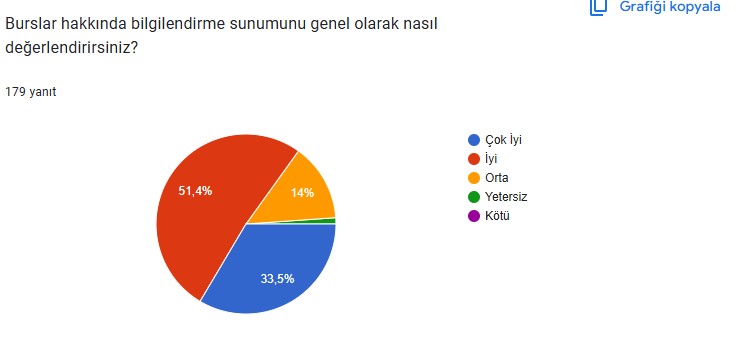 Grafiği kopyala
Burslar hakkında bilgilendirme sunumunu genel olarak nasıl
değerlendirirsiniz?
179 yanıt
Çok İyi
İyi
Orta
Yetersiz
Kötü
51,4%
14%
33,5%